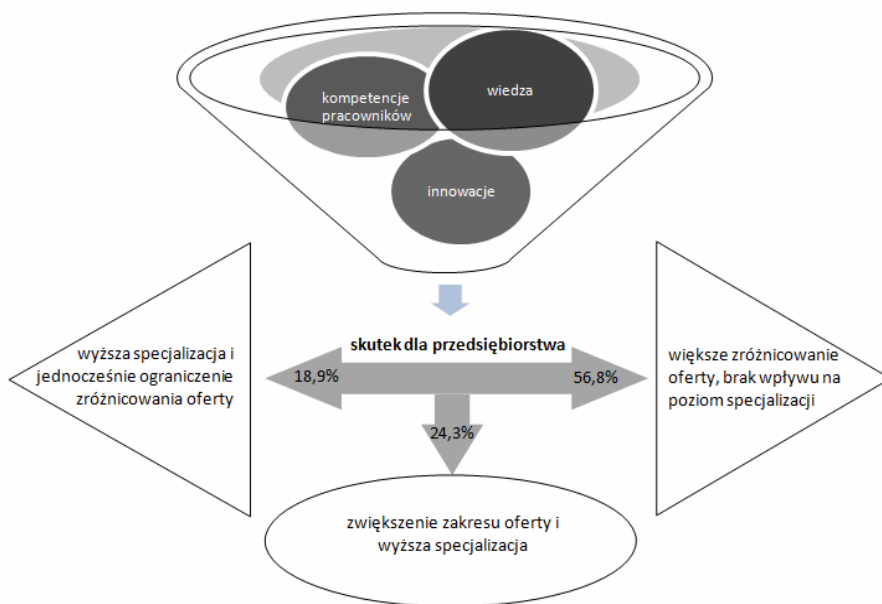 kompetencje
pracowników
wiedza
innowacje
skutek dla przedsiębiorstwa
wyższa specjalizacja i
jednocześnie ograniczenie
zróżnicowania oferty
18,9%
56,8%
większe zróżnicowanie
oferty, brak wpływu na
poziom specjalizacji
24,3%
zwiększenie zakresu oferty i
wyższa specjalizacja